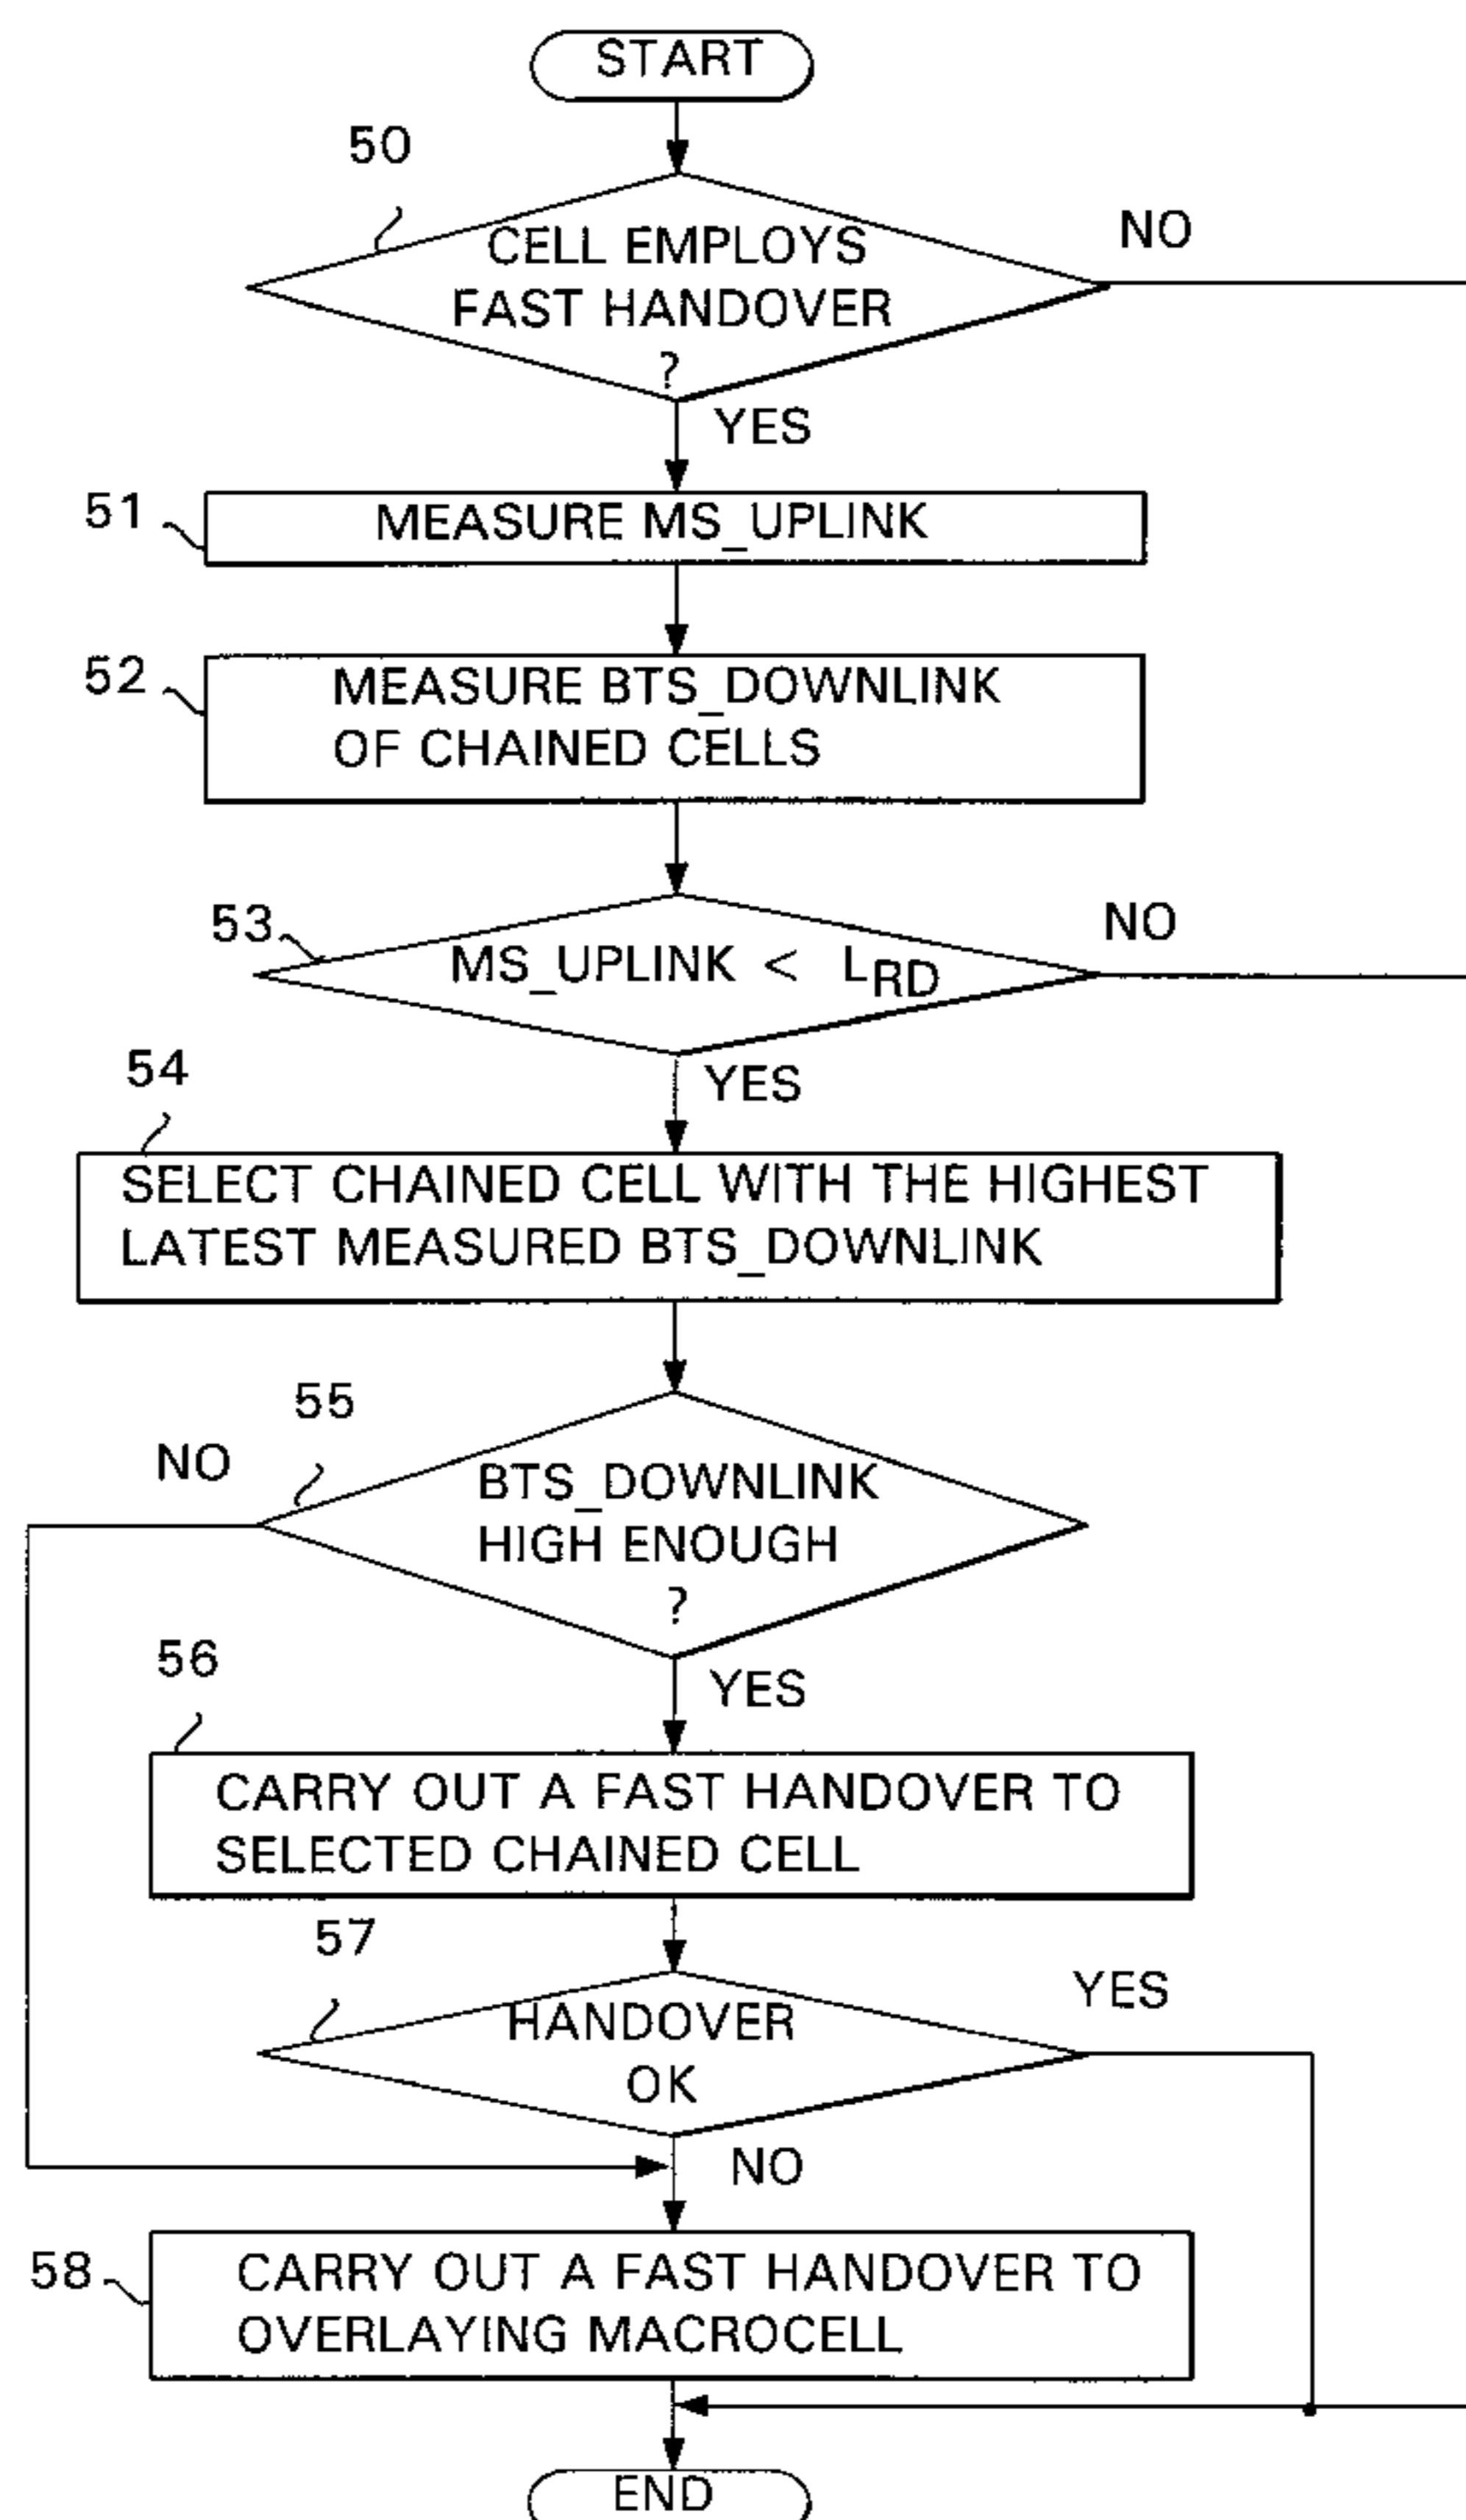 START
50
CELL EMPLOYS
FAST HANDOVER
?
NO
YES
51
MEASURE MS_UPLINK
52
MEASURE BTS_DOWNLINK
OF CHAINED CELLS
53
MS_UPLINK < LRD
NO
YES
54
SELECT CHAINED CELL WITH THE HIGHEST
LATEST MEASURED BTS_DOWNLINK
55
NO
BTS_DOWNLINK
HIGH ENOUGH
?
YES
56
CARRY OUT A FAST HANDOVER TO
SELECTED CHAINED CELL
57
HANDOVER
OK
YES
NO
58
CARRY OUT A FAST HANDOVER TO
OVERLAYING MACROCELL
END